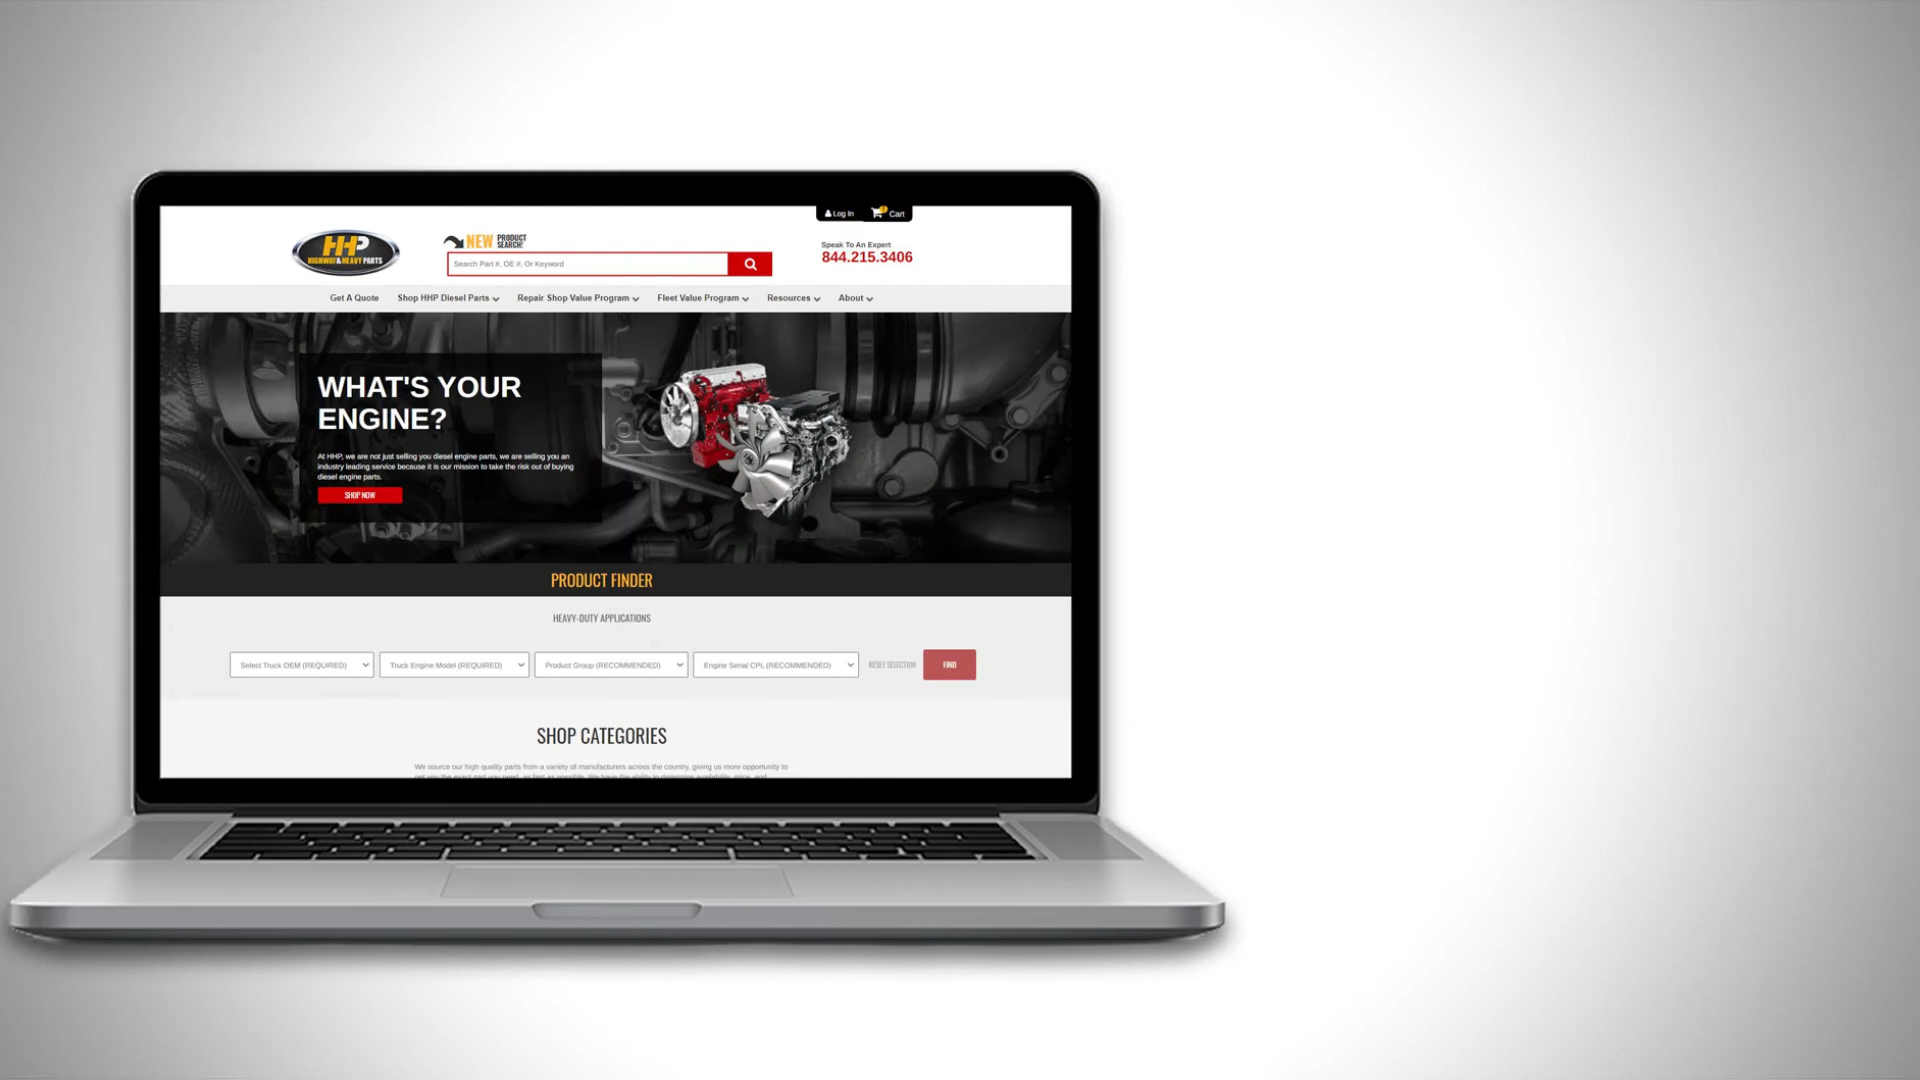 Log In
Cart
HHP
HIGHWAY & HEAVY PARTS
NEW PRODUCT SEARCH!
Search Part #, OE #, Or Keyword
Speak To An Expert
844.215.3406
Get A Quote Shop HHP Diesel Parts Repair Shop Value Program Fleet Value Program Resources About
WHAT'S YOUR
ENGINE?
At HHP, we are not just selling you diesel engine parts, we are selling you an
industry leading service because it is our mission to take the risk out of buying
diesel engine parts.
SHOP NOW
PRODUCT FINDER
HEAVY-DUTY APPLICATIONS
Select Truck OEM (REQUIRED) Truck Engine Model (REQUIRED) Product Group (RECOMMENDED) Engine Serial CPL (RECOMMENDED) RESET SELECTION FIND
SHOP CATEGORIES
We source our high quality parts from a variety of manufacturers across the country, giving us more opportunity to